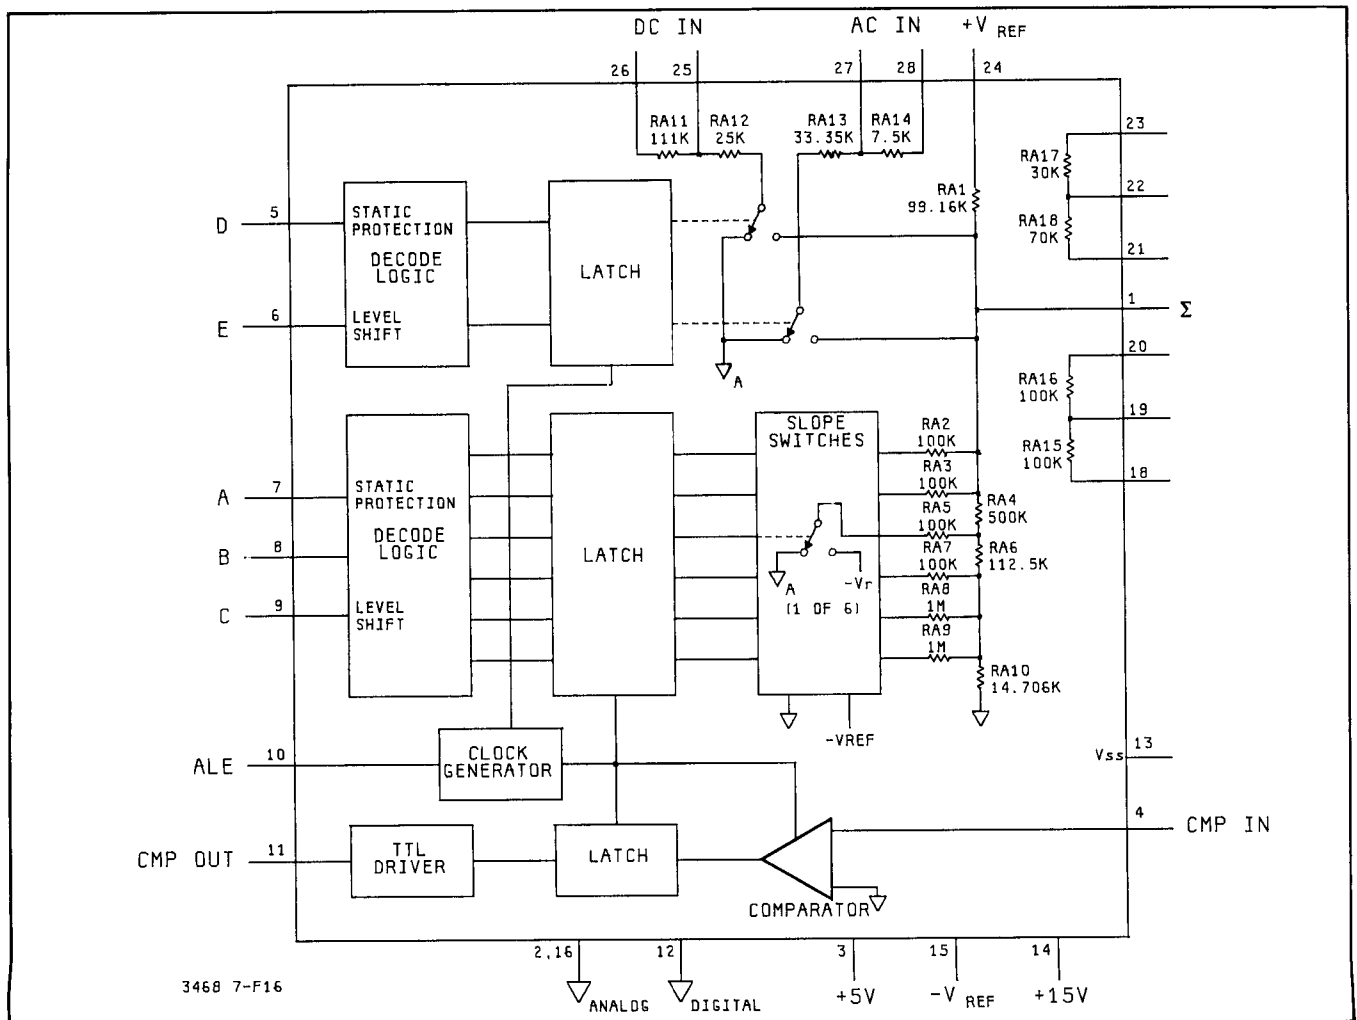 DC IN
AC IN
+V REF
26
25
27
28
24
RA11
111K
RA12
25K
RA13
33.35K
RA14
7.5K
23
RA17
30K
22
RA18
70K
21
RA1
99.16K
D
5
STATIC
PROTECTION
DECODE
LOGIC
LEVEL
SHIFT
E
6
LATCH
A
1
Σ
20
RA16
100K
19
RA15
100K
18
A
7
B
8
C
9
STATIC
PROTECTION
DECODE
LOGIC
LEVEL
SHIFT
LATCH
SLOPE
SWITCHES
A
-Vr
(1 OF 6)
RA2
100K
RA3
100K
RA4
500K
RA5
100K
RA6
112.5K
RA7
100K
RA8
1M
RA9
1M
RA10
14.706K
-VREF
ALE
10
CLOCK
GENERATOR
Vss
13
4
CMP IN
CMP OUT
11
TTL
DRIVER
LATCH
COMPARATOR
2,16
ANALOG
12
DIGITAL
3
+5V
15
-V REF
14
+15V
3468 7-F16